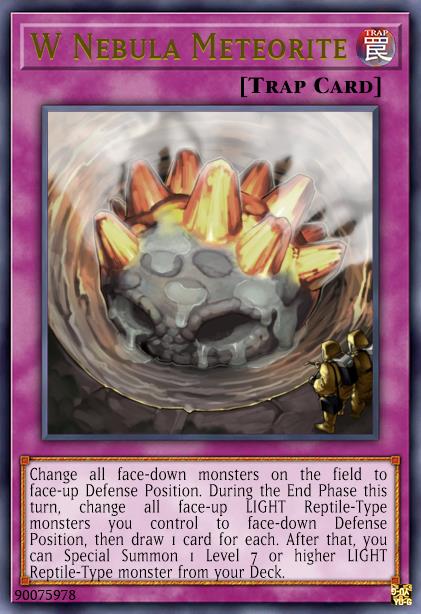 W Nebula Meteorite
TRAP
罠
[Trap Card]
Change all face-down monsters on the field to
face-up Defense Position. During the End Phase this
turn, change all face-up LIGHT Reptile-Type
monsters you control to face-down Defense
Position, then draw 1 card for each. After that, you
can Special Summon 1 Level 7 or higher LIGHT
Reptile-Type monster from your Deck.
90075978